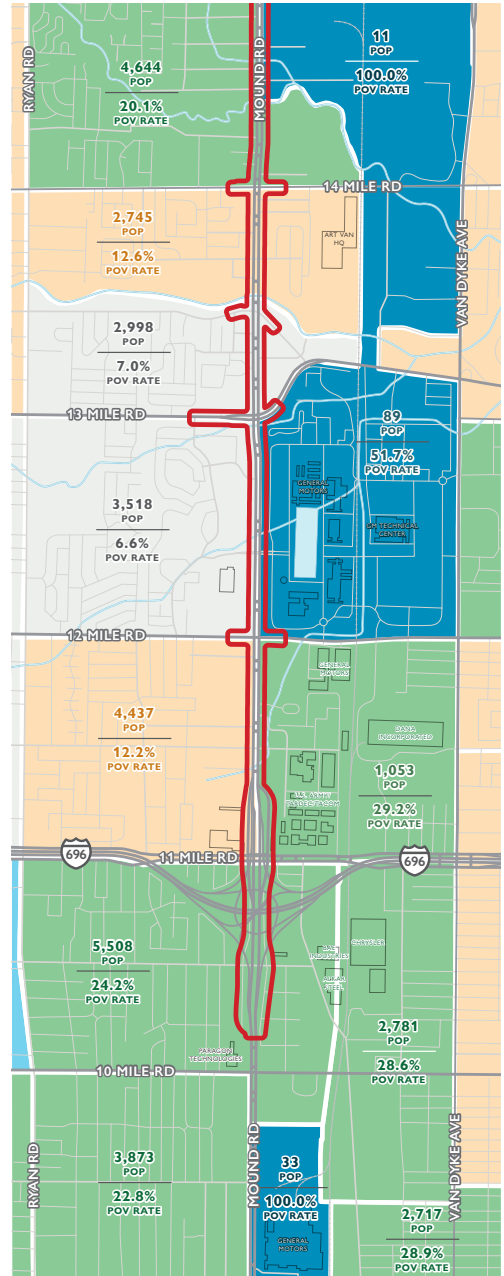 RYAN RD
4,644
POP
20.1%
POV RATE
MOUND RD
11
POP
100.0%
POV RATE
14 MILE RD
2,745
POP
12.6%
POV RATE
ART VAN
HQ
VAN DYKE AVE
2,998
POP
7.0%
POV RATE
13 MILE RD
89
POP
51.7%
POV RATE
GENERAL
MOTORS
GM TECHNICAL
CENTER
3,518
POP
6.6%
POV RATE
12 MILE RD
GENERAL
MOTORS
4,437
POP
12.2%
POV RATE
DANA
INCORPORATED
1,053
POP
29.2%
POV RATE
696
11 MILE RD
696
5,508
POP
24.2%
POV RATE
CHRYSLER
BAE
INDUSTRIES
STEEL
2,781
POP
28.6%
POV RATE
PARAGON
TECHNOLOGIES
10 MILE RD
RYAN RD
3,873
POP
22.8%
POV RATE
MOUND RD
33
POP
100.0%
POV RATE
GENERAL
MOTORS
VAN DYKE AVE
2,717
POP
28.9%
POV RATE